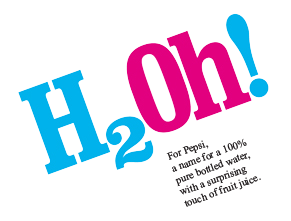 H2Oh!
For Pepsi,
a name for a 100%
pure bottled water,
with a surprising
touch of fruit juice.